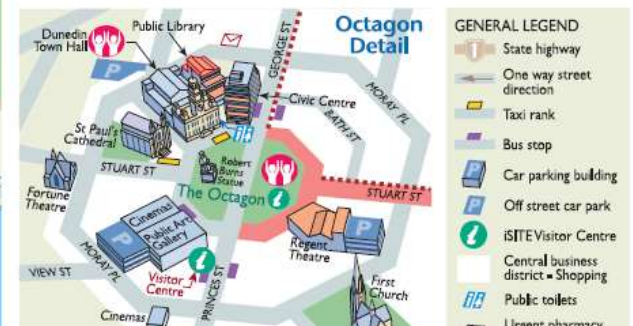 Octagon
Detail
Dunedin
Town Hall
Public Library
P
GEORGE ST
MORAY PL
Civic Centre
BATH ST
St Paul's
Cathedral
STUART ST
Robert
Burns
Statue
The Octagon
i
STUART ST
Fortune
Theatre
Cinemas
Public Art
Gallery
P
Regent
Theatre
P
MORAY PL
VIEW ST
Visitor
Centre
i
PRINCES ST
First
Church
Cinemas
GENERAL LEGEND
1 State highway
One way street
direction
Taxi rank
Bus stop
P Car parking building
P Off street car park
i iSITE Visitor Centre
Central business
district = Shopping
Public toilets
Urgent pharmacy